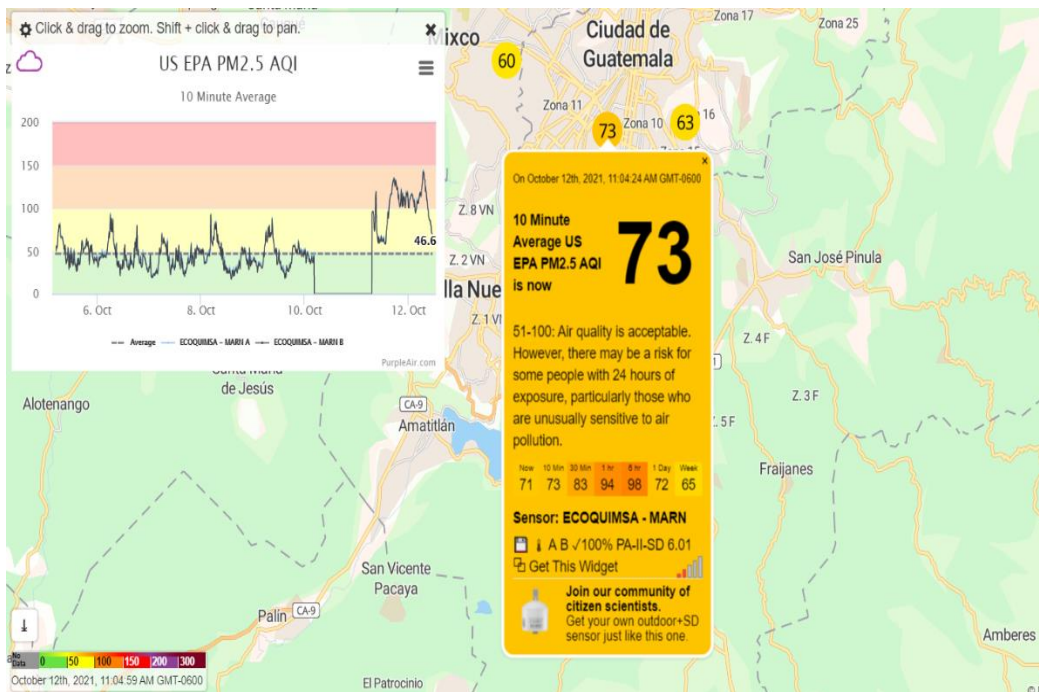 Click & drag to zoom. Shift + click & drag to pan.
US EPA PM2.5 AQI
10 Minute Average
200
150
100
50
0
46.6
6. Oct
8. Oct
10. Oct
12. Oct
Average
ECOQUIMSA - MARN A
ECOQUIMSA - MARN B
PurpleAir.com
Mixco
60
Ciudad de
Guatemala
Zona 17
Zona 25
Zona 11
73
Zona 10
63
16
Z. 8 VN
Z. 2 VN
lla Nue
Z. 1 VN
San José Pinula
Z. 4 F
Z. 3 F
Z. 5 F
Fraijanes
de Jesús
Alotenango
CA-9
Amatitlán
San Vicente
Pacaya
Palín
CA-9
El Patrocinio
Amberes
×
On October 12th, 2021, 11:04:24 AM GMT-0600
10 Minute
Average US
EPA PM2.5 AQI
is now
73
51-100: Air quality is acceptable.
However, there may be a risk for
some people with 24 hours of
exposure, particularly those who
are unusually sensitive to air
pollution.
Now 10 Min 30 Min 1 hr 6 hr 1 Day Week
71 73 83 94 98 72 65
Sensor: ECOQUIMSA - MARN
A B √100% PA-II-SD 6.01
Get This Widget
Join our community of
citizen scientists.
Get your own outdoor+SD
sensor just like this one.
No
Data
0 50 100 150 200 300
October 12th, 2021, 11:04:59 AM GMT-0600